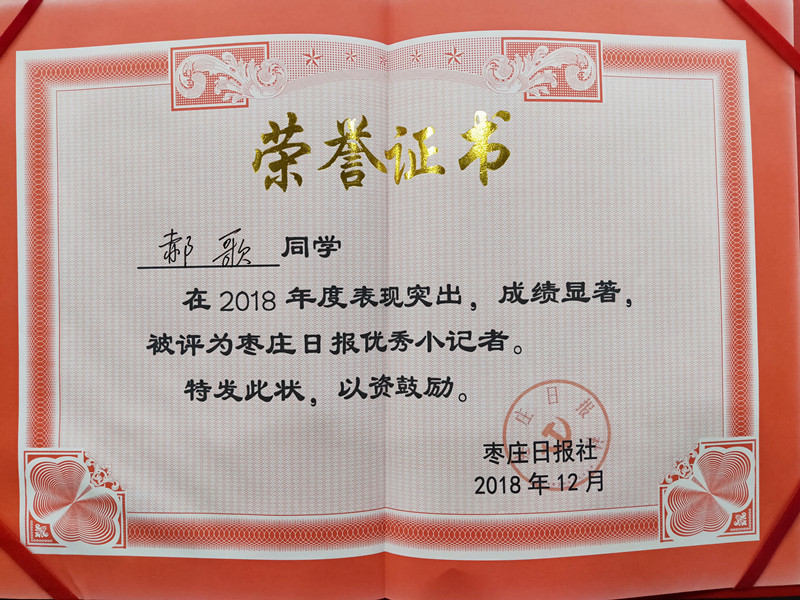 荣誉证书
郝歌 同学
在2018年度表现突出，成绩显著，
被评为枣庄日报优秀小记者。
特发此状，以资鼓励。
枣庄日报社
2018年12月